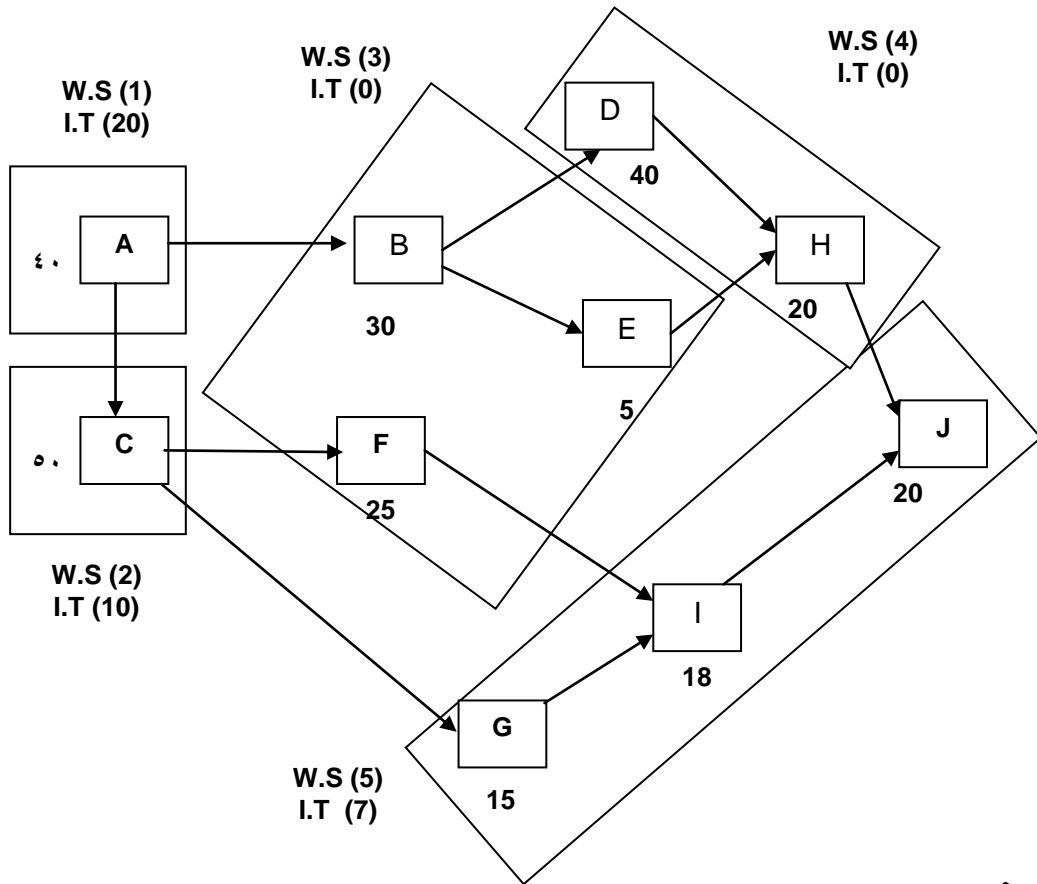 W.S (3)
I.T (0)
W.S (4)
I.T (0)
W.S (1)
I.T (20)
D
40
A
٤٠
B
30
H
20
E
5
C
٥٠
F
25
J
20
W.S (2)
I.T (10)
I
18
G
15
W.S (5)
I.T (7)